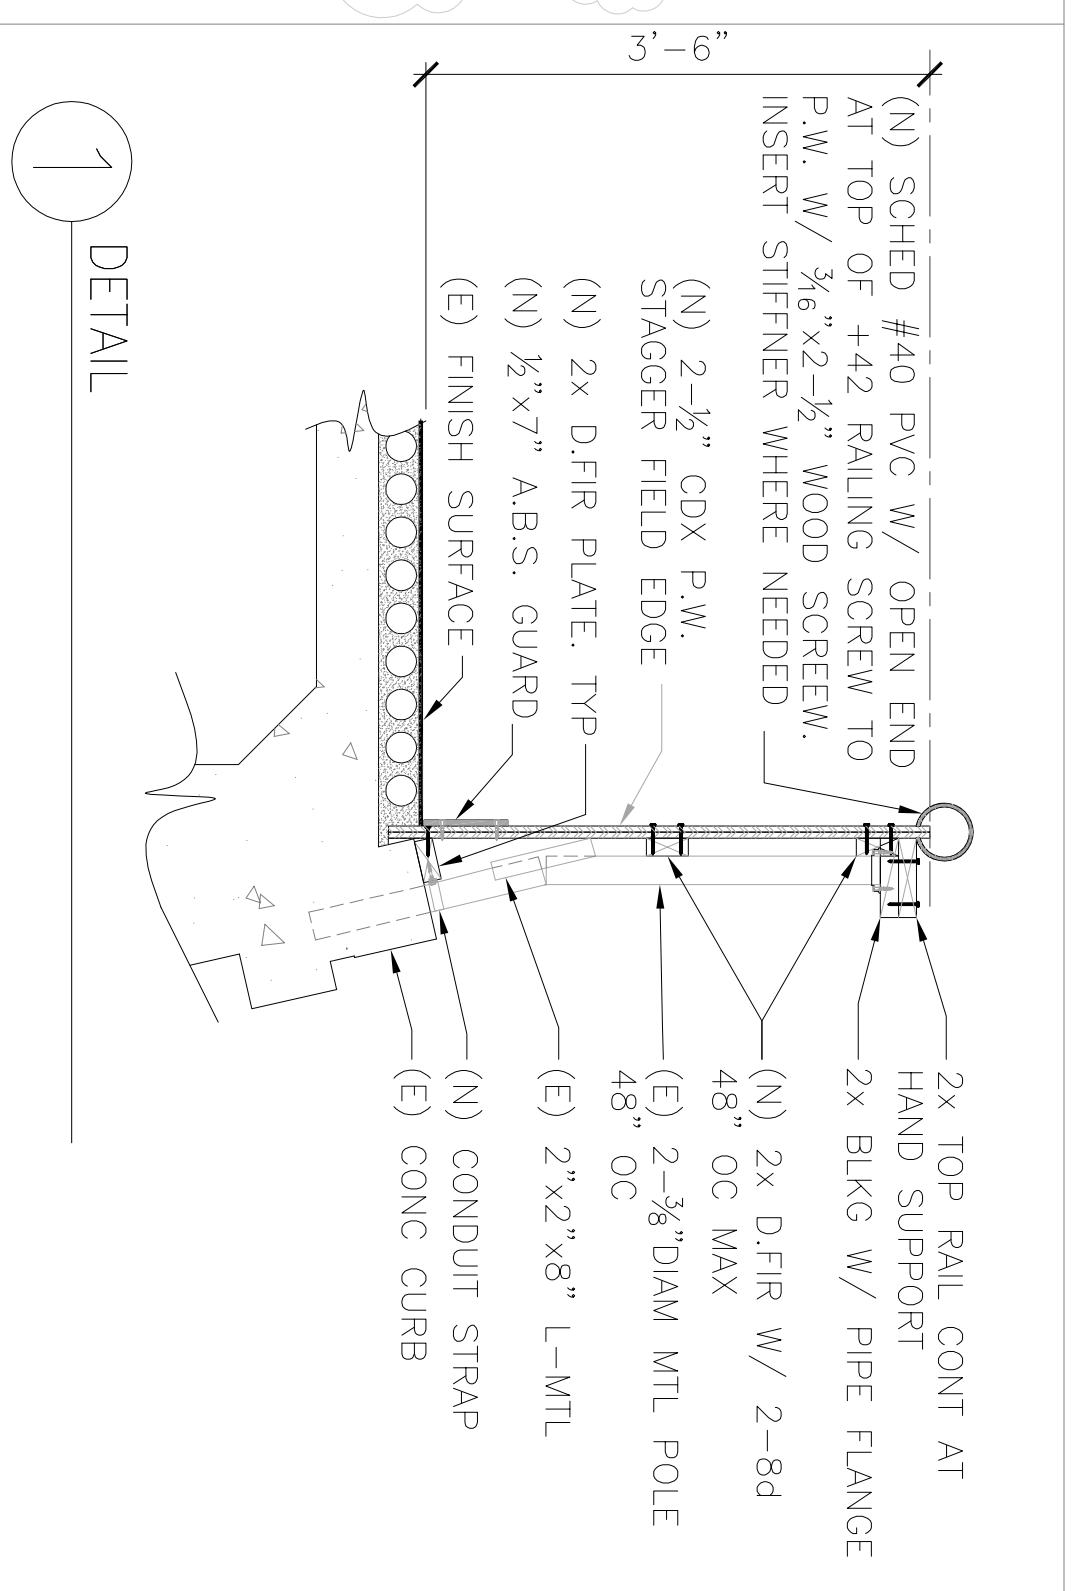 3'-6"
(N) SCHED #40 PVC W/ OPEN END
AT TOP OF +42 RAILING SCREW TO
P.W. W/ 3/16"x2-1/2" WOOD SCREEW.
INSERT STIFFNER WHERE NEEDED
(N) 2-1/2" CDX P.W.
STAGGER FIELD EDGE
(N) 2x D.FIR PLATE. TYP
(N) 1/2"x7" A.B.S. GUARD
(E) FINISH SURFACE
2x TOP RAIL CONT AT
HAND SUPPORT
2x BLKG W/ PIPE FLANGE
(N) 2x D.FIR W/ 2-8d
48" OC MAX
(E) 2-3/8"DIAM MTL POLE
48" OC
(E) 2"x2"x8" L-MTL
(N) CONDUIT STRAP
(E) CONC CURB
1
DETAIL